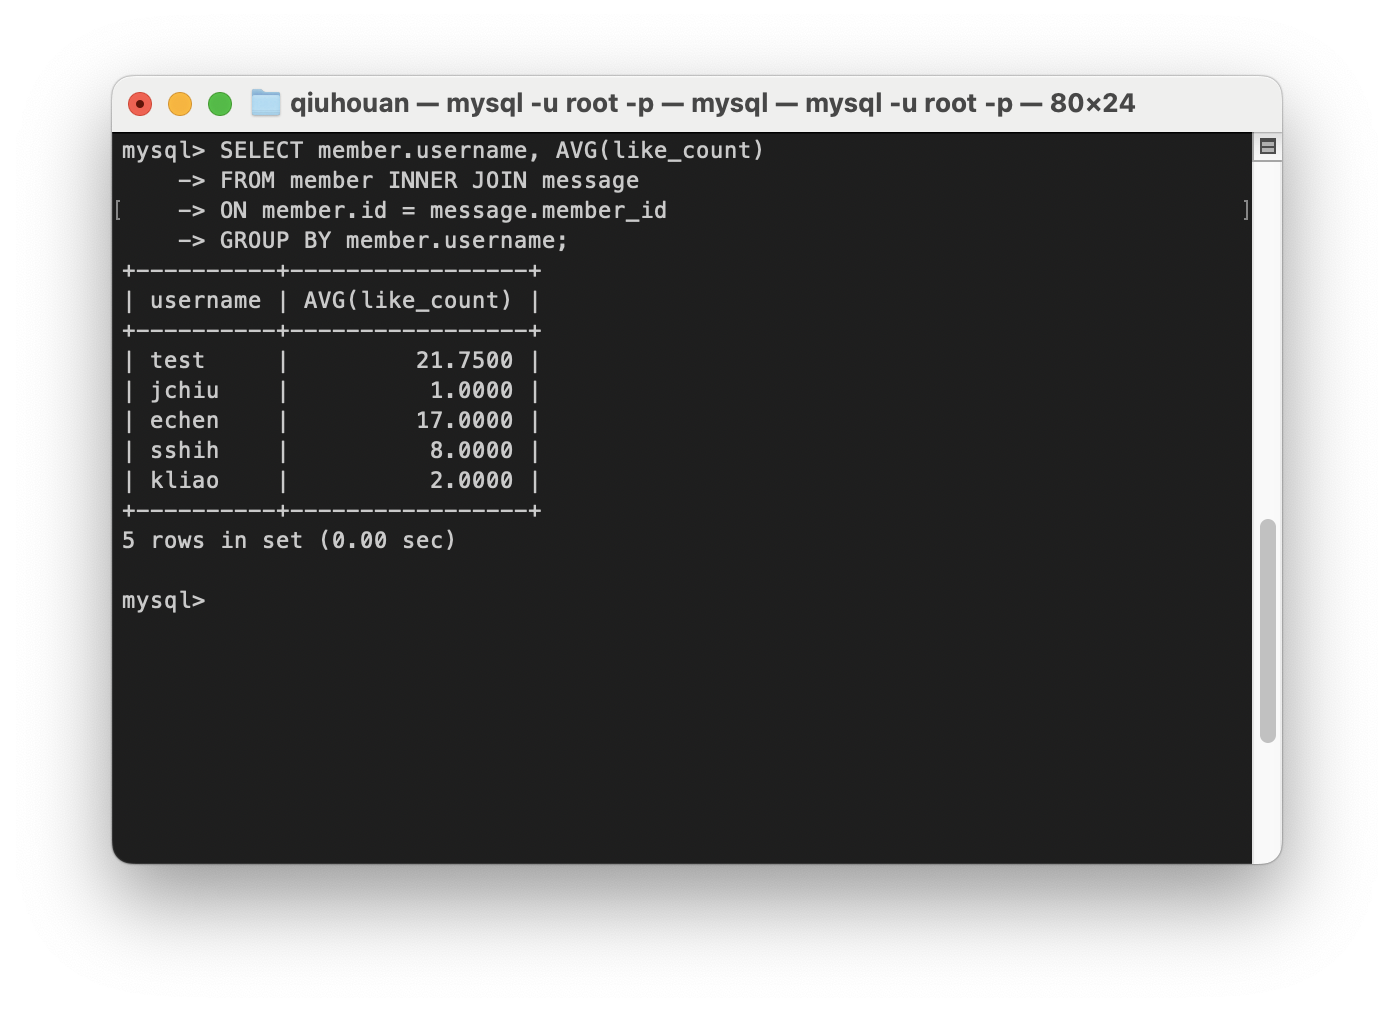 qiuhouan — mysql -u root -p — mysql — mysql -u root -p — 80×24
mysql> SELECT member.username, AVG(like_count)
    -> FROM member INNER JOIN message
[    -> ON member.id = message.member_id ]
    -> GROUP BY member.username;
+----------+-----------------+
| username | AVG(like_count) |
+----------+-----------------+
| test     |         21.7500 |
| jchiu    |          1.0000 |
| echen    |         17.0000 |
| sshih    |          8.0000 |
| kliao    |          2.0000 |
+----------+-----------------+
5 rows in set (0.00 sec)
mysql>